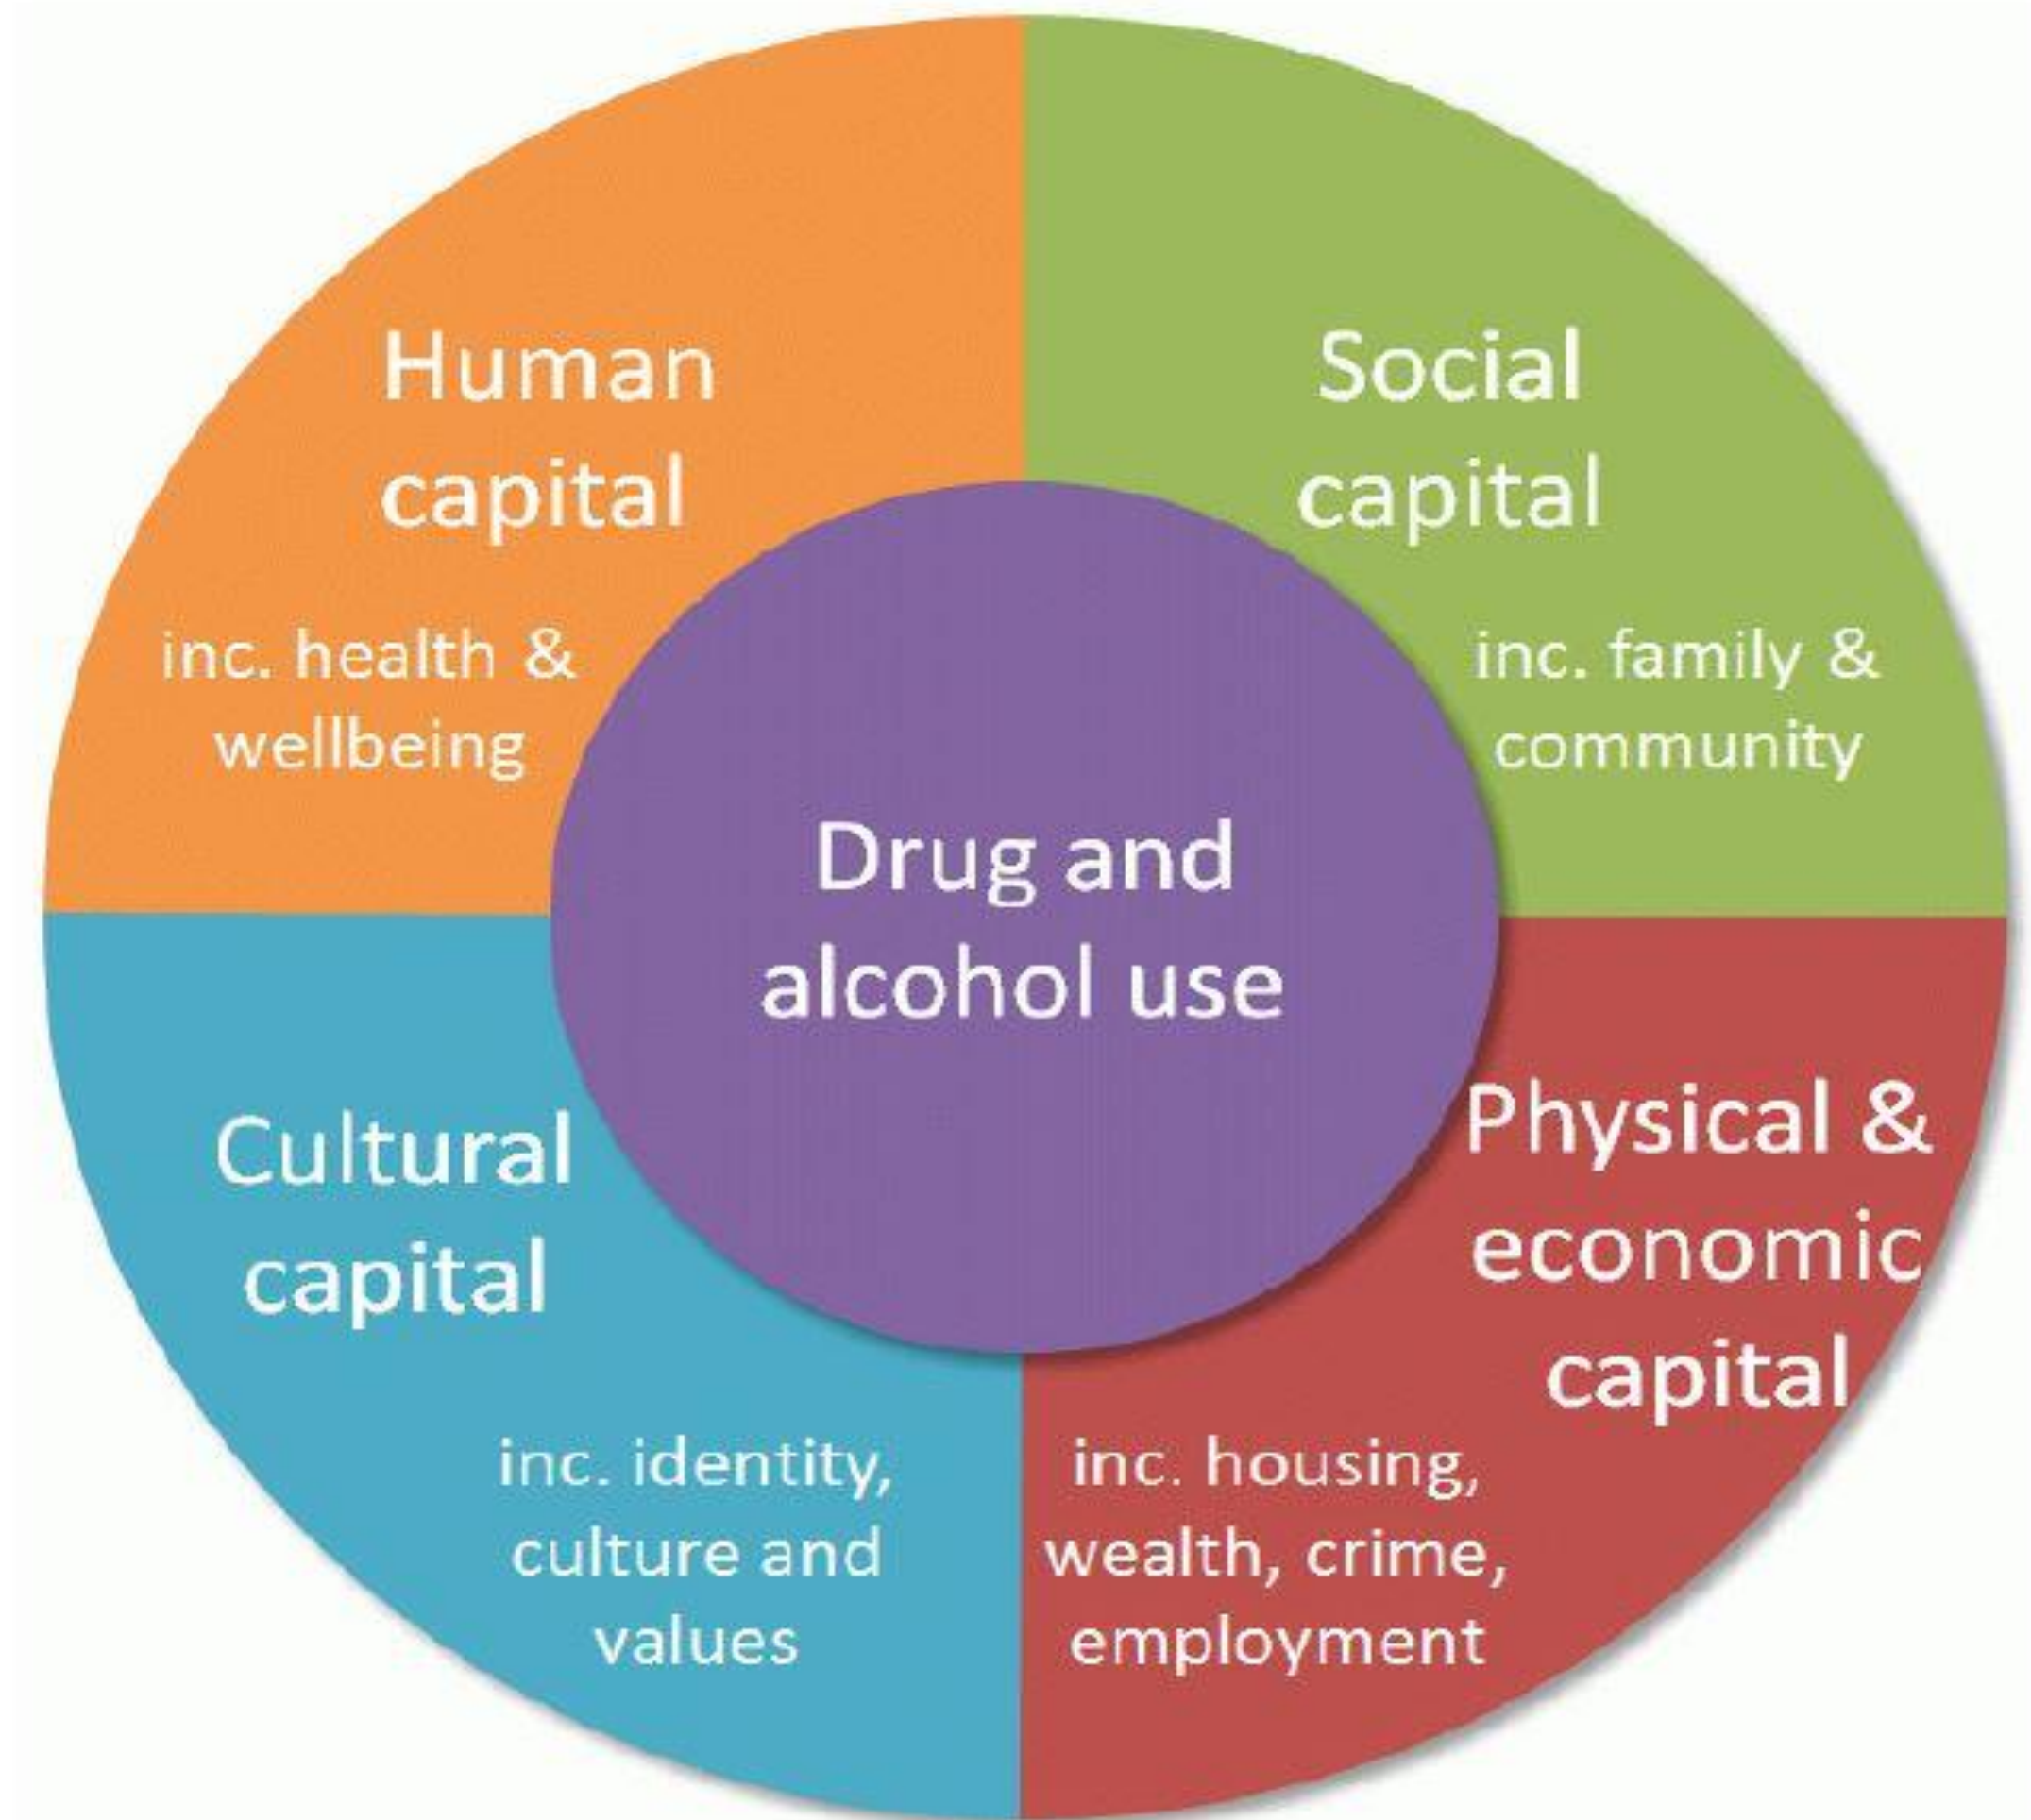 Human
capital
inc. health &
wellbeing
Social
capital
inc. family &
community
Drug and
alcohol use
Cultural
capital
inc. identity,
culture and
values
Physical &
economic
capital
inc. housing,
wealth, crime,
employment